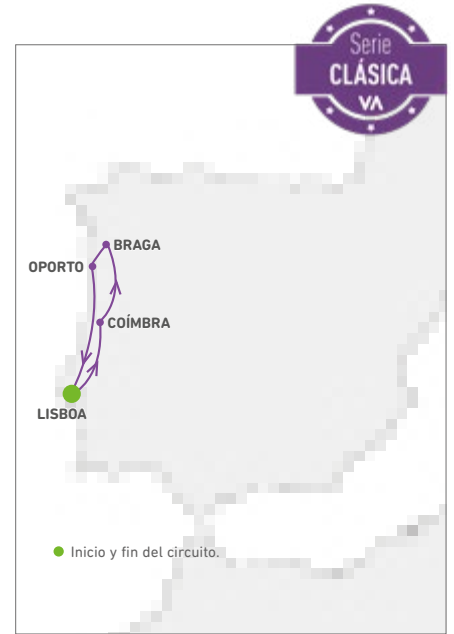 Serie
CLÁSICA
VA
BRAGA
OPORTO
COÍMBRA
LISBOA
Inicio y fin del circuito.